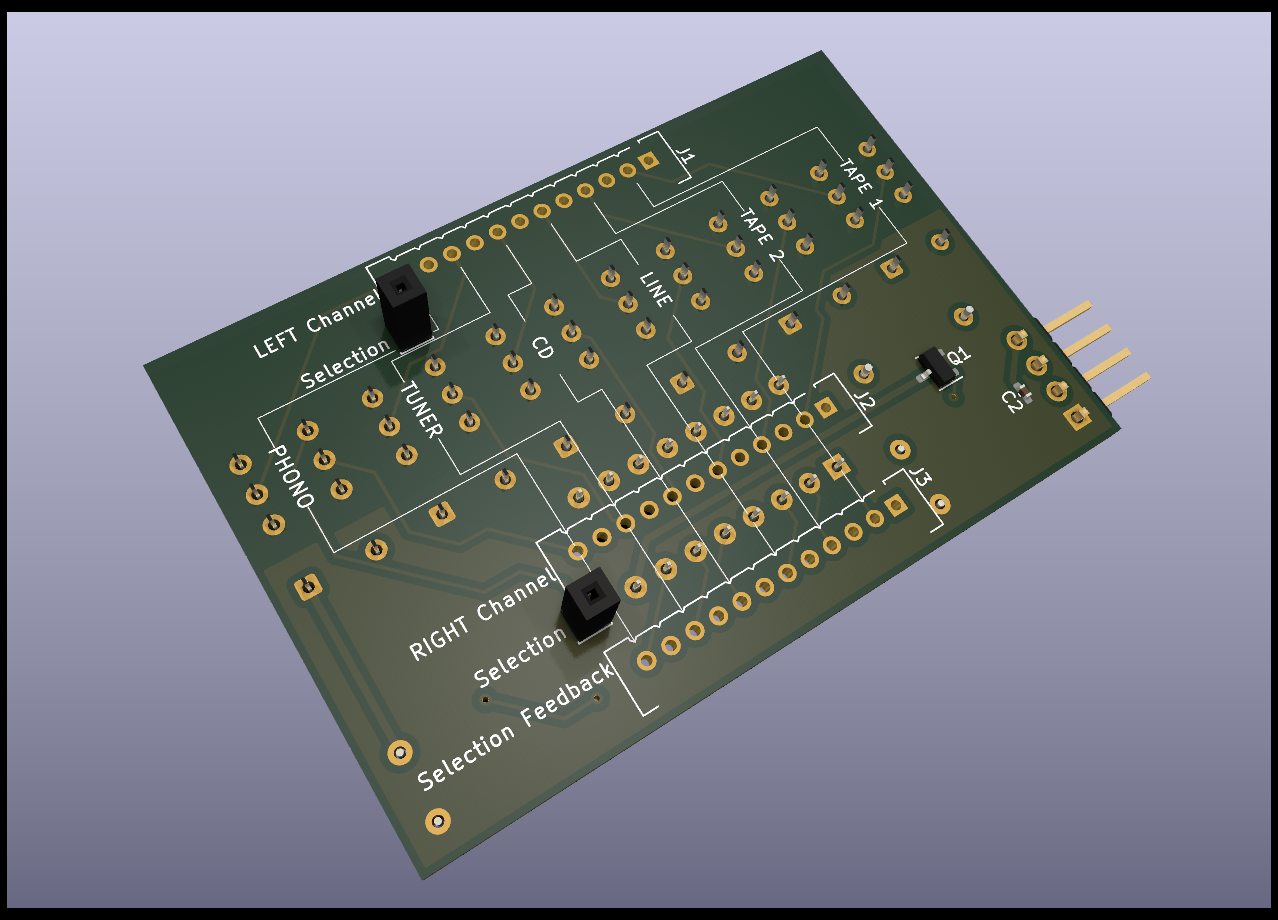 J1
TAPE 1
TAPE 2
LINE
LEFT Channel
Selection
CD
TUNER
PHONO
Q1
C2
J2
J3
RIGHT Channel
Selection
Selection Feedback